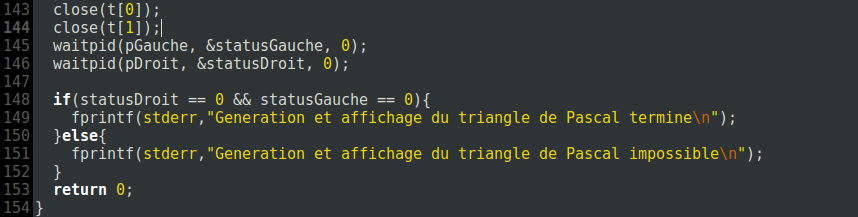 143   close(t[0]);
144   close(t[1]);
145   waitpid(pGauche, &statusGauche, 0);
146   waitpid(pDroit, &statusDroit, 0);
147
148   if(statusDroit == 0 && statusGauche == 0){
149     fprintf(stderr,"Generation et affichage du triangle de Pascal termine\n");
150   }else{
151     fprintf(stderr,"Generation et affichage du triangle de Pascal impossible\n");
152   }
153   return 0;
154 }